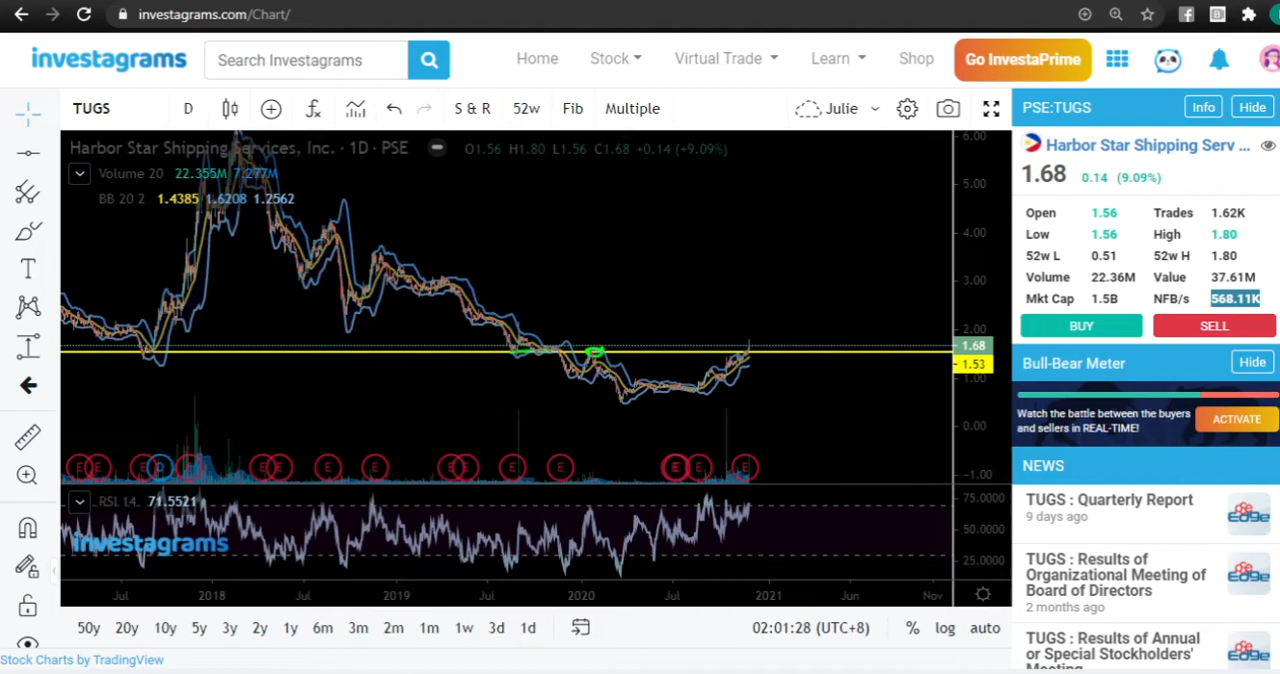 investagrams.com/Chart/
investagrams
Search Investagrams
Home
Stock
Virtual Trade
Learn
Shop
Go InvestaPrime
TUGS
D
S & R
52w
Fib
Multiple
Julie
PSE:TUGS
Info
Hide
Harbor Star Shipping Services, Inc. · 1D · PSE
O1.56 H1.80 L1.56 C1.68 +0.14 (+9.09%)
Volume 20 22.355M 7.277M
BB 20 2 1.4385 1.6208 1.2562
6.00
5.00
4.00
3.00
2.00
1.68
1.53
1.00
0.00
-1.00
E E E D E E E E E E E E E E E E
RSI 14 71.5521
investagrams
75.0000
50.0000
25.0000
Jul 2018 Jul 2019 Jul 2020 Jul 2021 Jun Nov
50y 20y 10y 5y 3y 2y 1y 6m 3m 2m 1m 1w 3d 1d
02:01:28 (UTC+8)
% log auto
Stock Charts by TradingView
Harbor Star Shipping Serv ...
1.68 0.14 (9.09%)
Open 1.56 Trades 1.62K
Low 1.56 High 1.80
52w L 0.51 52w H 1.80
Volume 22.36M Value 37.61M
Mkt Cap 1.5B NFB/s 568.11K
BUY
SELL
Bull-Bear Meter
Hide
Watch the battle between the buyers
and sellers in REAL-TIME!
ACTIVATE
NEWS
TUGS : Quarterly Report
9 days ago
Edge
TUGS : Results of
Organizational Meeting of
Board of Directors
2 months ago
Edge
TUGS : Results of Annual
or Special Stockholders'
Meeting
Edge